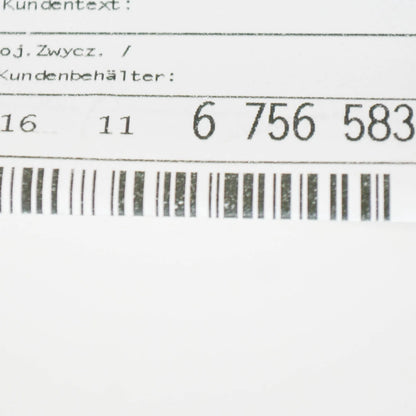 Kundentext:
oj.Zwycz. /
Kundenbehälter:
16 11 6 756 583